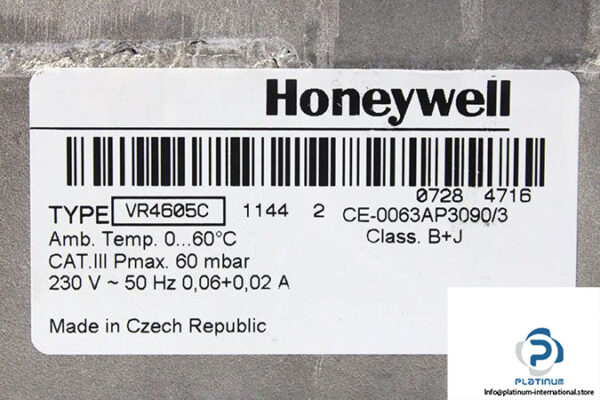 Honeywell
0728 4716
TYPE VR4605C 1144 2 CE-0063AP3090/3
Amb. Temp. 0...60°C Class. B+J
CAT.III Pmax. 60 mbar
230 V ~ 50 Hz 0,06+0,02 A
Made in Czech Republic
PLATINUM
Info@platinum-international.store